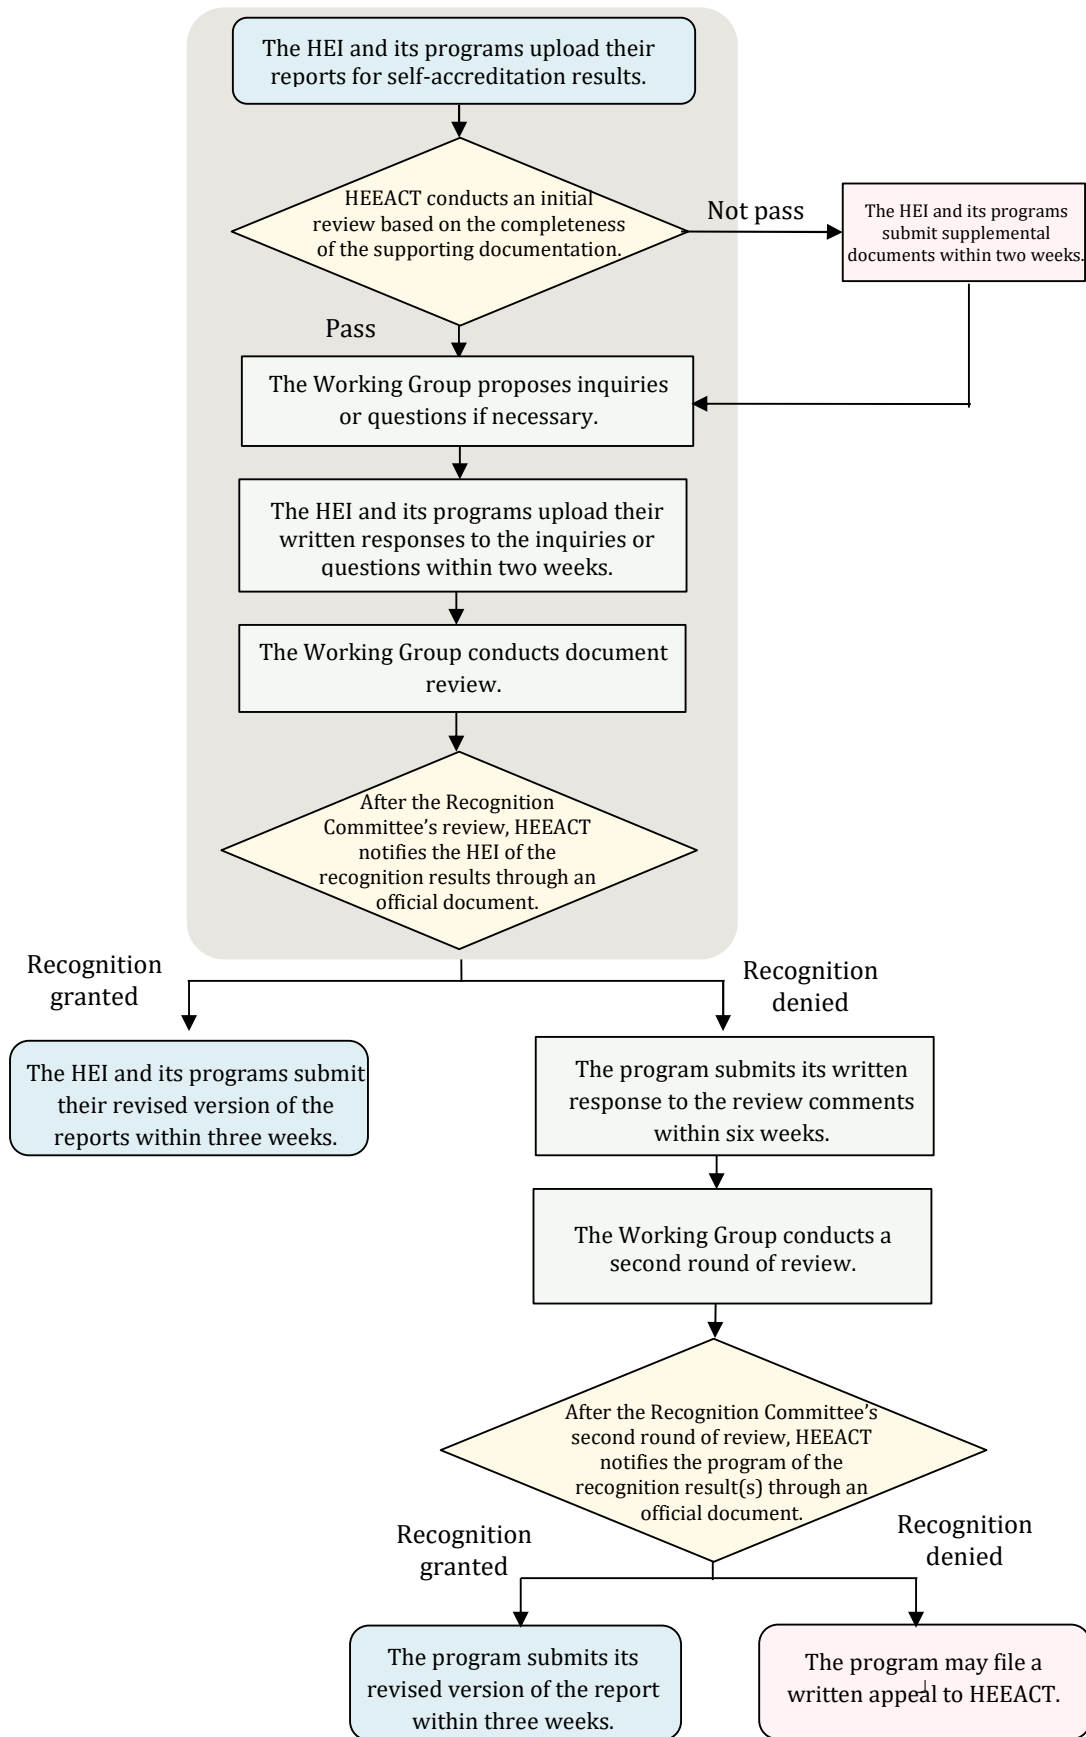 The HEI and its programs upload their
reports for self-accreditation results.
HEEACT conducts an initial
review based on the completeness
of the supporting documentation.
Not pass
The HEI and its programs
submit supplemental
documents within two weeks.
Pass
The Working Group proposes inquiries
or questions if necessary.
The HEI and its programs upload their
written responses to the inquiries or
questions within two weeks.
The Working Group conducts document
review.
After the Recognition
Committee’s review, HEEACT
notifies the HEI of the
recognition results through an
official document.
Recognition
granted
Recognition
denied
The HEI and its programs submit
their revised version of the
reports within three weeks.
The program submits its written
response to the review comments
within six weeks.
The Working Group conducts a
second round of review.
After the Recognition Committee’s
second round of review, HEEACT
notifies the program of the
recognition result(s) through an
official document.
Recognition
granted
Recognition
denied
The program submits its
revised version of the report
within three weeks.
The program may file a
written appeal to HEEACT.